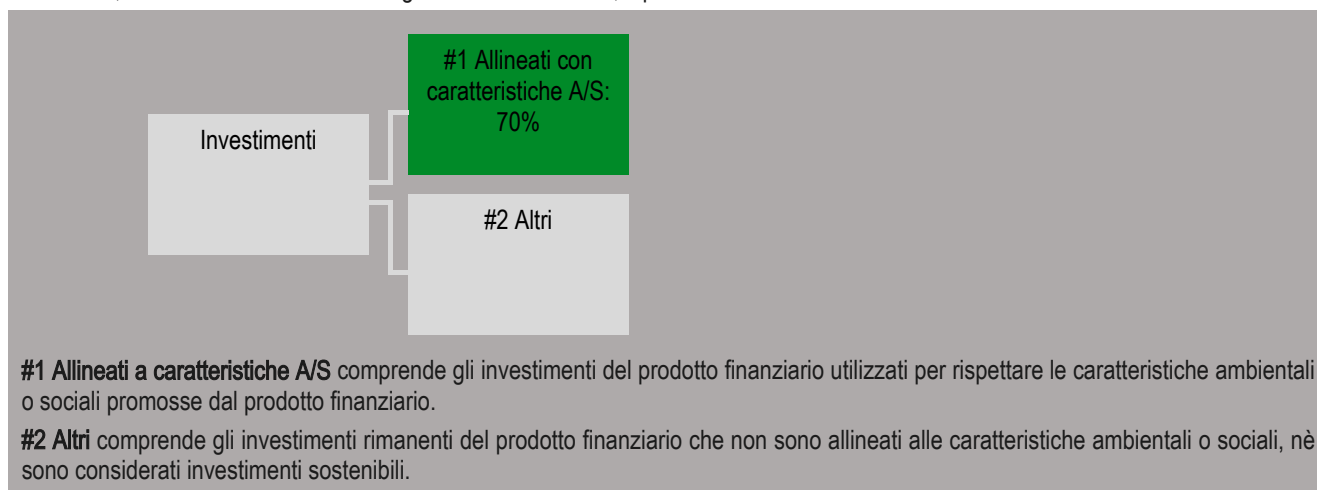 #1 Allineati con
caratteristiche A/S:
70%
Investimenti
#2 Altri
#1 Allineati a caratteristiche A/S comprende gli investimenti del prodotto finanziario utilizzati per rispettare le caratteristiche ambientali
o sociali promosse dal prodotto finanziario.
#2 Altri comprende gli investimenti rimanenti del prodotto finanziario che non sono allineati alle caratteristiche ambientali o sociali, nè
sono considerati investimenti sostenibili.